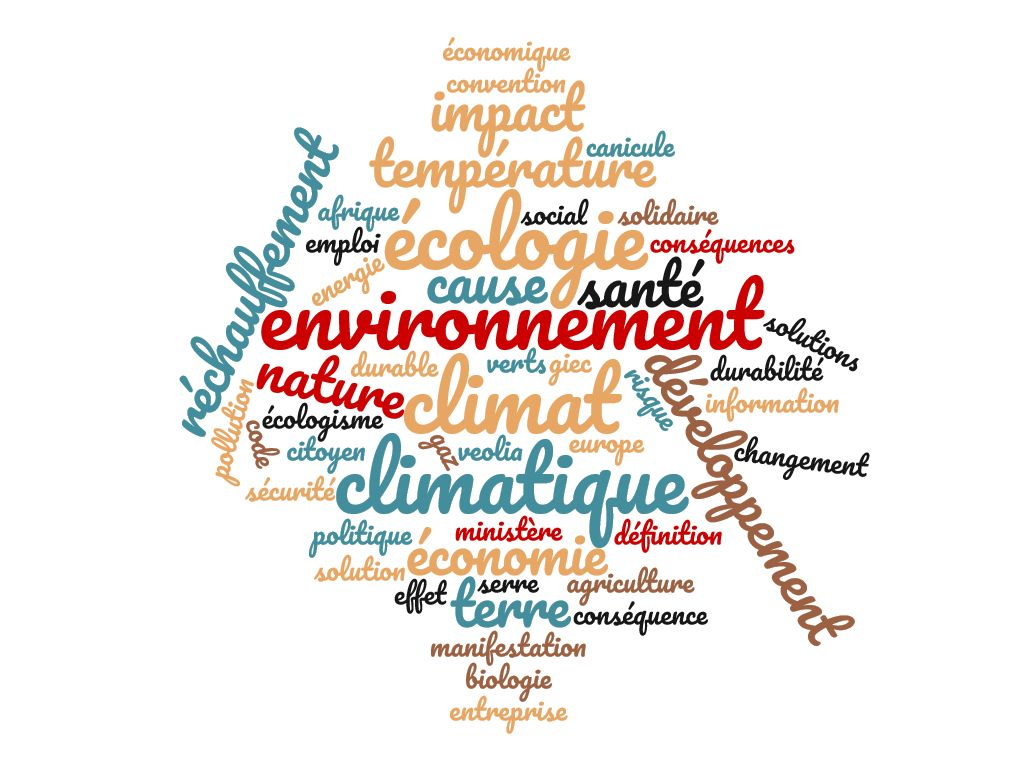 économique
convention
impact
canicule
température
réchauffement
afrique
social
solidaire
emploi
écologie
conséquences
energie
cause
santé
environnement
solutions
durable
verts
giec
durabilité
nature
climat
risque
développement
information
pollution
code
écologisme
citoyen
gaz
veolia
europe
changement
sécurité
climatique
politique
ministère
définition
solution
économie
effet
serre
agriculture
terre
conséquence
manifestation
biologie
entreprise